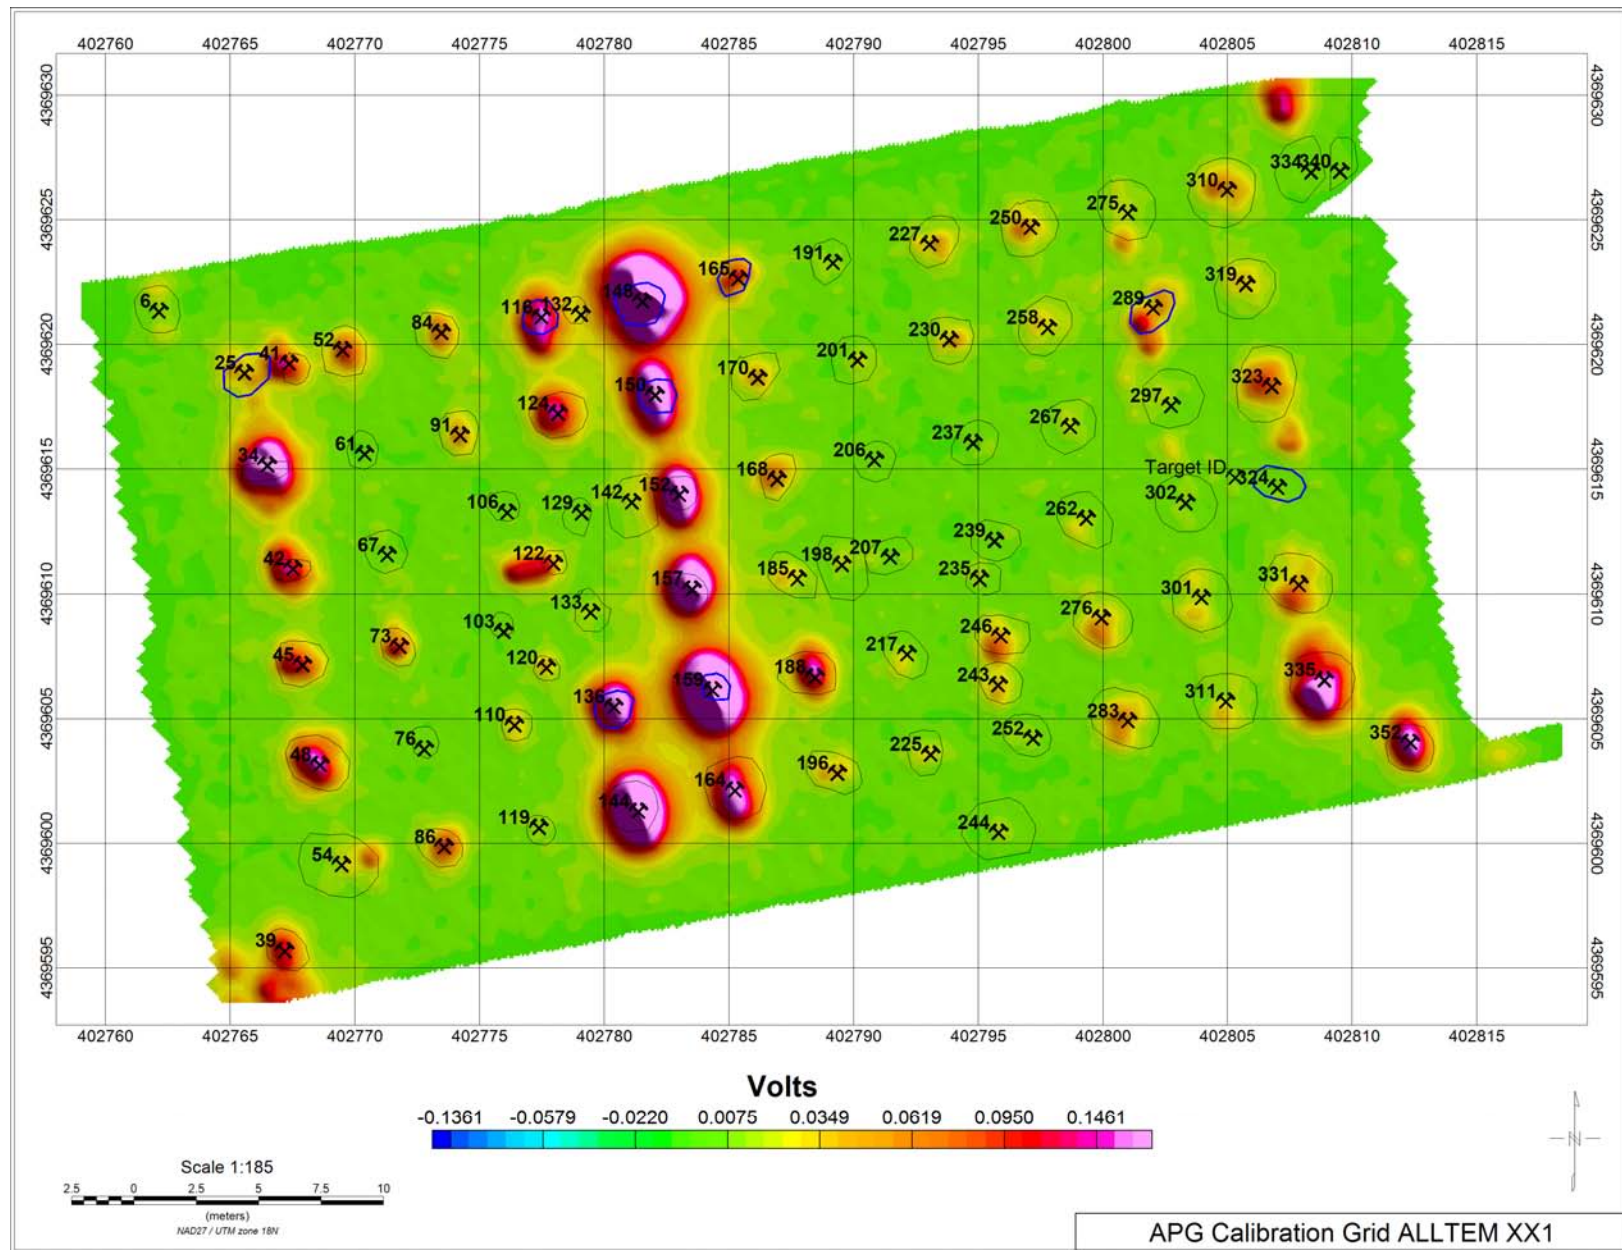 402760 402765 402770 402775 402780 402785 402790 402795 402800 402805 402810 402815
4369630 4369630
334 340
310
275
4369625 250 4369625
227
191
165 319
6 148 289
116 132
84 258
4369620 52 230 4369620
41 201
25 170 323
150
124 297
91 267
237
61
4369615 34 206 Target ID 4369615
168 324
152 302
142
106 129 262
239
67 122 207
198
42 185 235 331
4369610 157 301 4369610
133 276
103 246
73 217
45 120 188 335
159 243
136 311
4369605 110 283 4369605
76 252 352
225
48 196
164
144
119 244
4369600 86 4369600
54
39
4369595 4369595
402760 402765 402770 402775 402780 402785 402790 402795 402800 402805 402810 402815
Volts
-0.1361 -0.0579 -0.0220 0.0075 0.0349 0.0619 0.0950 0.1461
Scale 1:185
2.5 0 2.5 5 7.5 10
(meters)
NAD27 / UTM zone 18N
N
APG Calibration Grid ALLTEM XX1